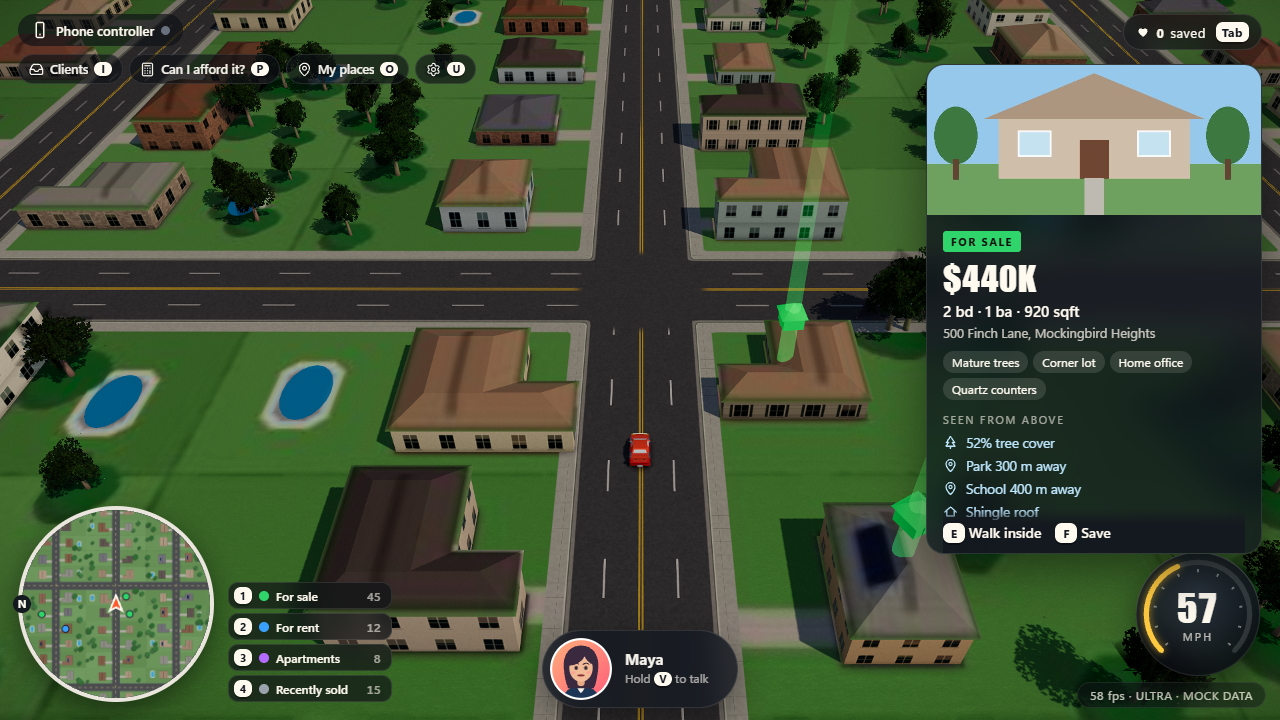 Phone controller
Clients I
Can I afford it? P
My places O
U
0 saved Tab
FOR SALE
$440K
2 bd · 1 ba · 920 sqft
500 Finch Lane, Mockingbird Heights
Mature trees
Corner lot
Home office
Quartz counters
SEEN FROM ABOVE
52% tree cover
Park 300 m away
School 400 m away
Shingle roof
E Walk inside
F Save
N
1 For sale 45
2 For rent 12
3 Apartments 8
4 Recently sold 15
Maya
Hold V to talk
57
MPH
58 fps · ULTRA · MOCK DATA